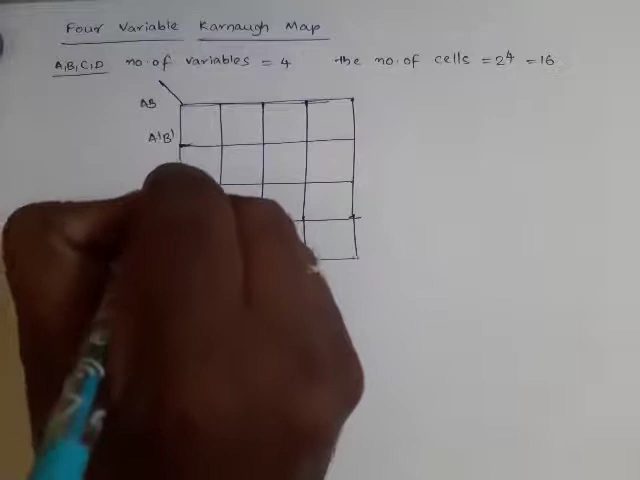 Four Variable Karnaugh Map
A,B,C,D no.of variables = 4 the no.of cells = 2⁴ = 16
AB
A'B'